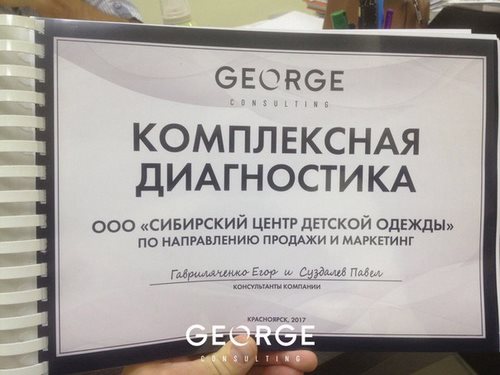 GEORGE
CONSULTING
КОМПЛЕКСНАЯ
ДИАГНОСТИКА
ООО «СИБИРСКИЙ ЦЕНТР ДЕТСКОЙ ОДЕЖДЫ»
ПО НАПРАВЛЕНИЮ ПРОДАЖИ И МАРКЕТИНГ
Гавриляченко Егор и Суздалев Павел
КОНСУЛЬТАНТЫ КОМПАНИИ
КРАСНОЯРСК, 2017
GEORGE
CONSULTING